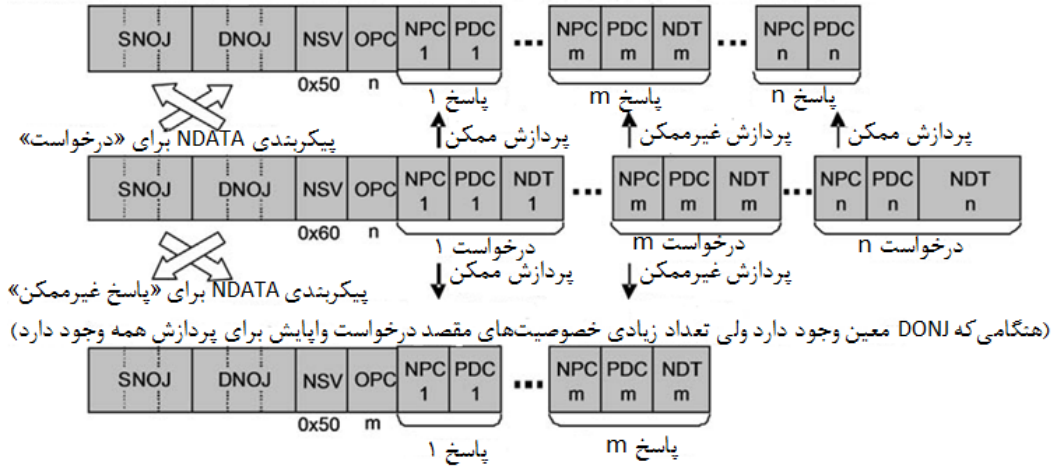 SNOJ DNOJ NSV OPC NPC 1 PDC 1 ... NPC m PDC m NDT m ... NPC n PDC n
0x50 n پاسخ ۱ پاسخ m پاسخ n
پردازش ممکن پردازش غیرممکن پردازش ممکن
پیکربندی NDATA برای «درخواست»
SNOJ DNOJ NSV OPC NPC 1 PDC 1 NDT 1 ... NPC m PDC m NDT m ... NPC n PDC n NDT n
0x60 n درخواست ۱ درخواست m درخواست n
پردازش ممکن پردازش غیرممکن
پیکربندی NDATA برای «پاسخ غیرممکن»
(هنگامی‌که DONJ معین وجود دارد ولی تعداد زیادی خصوصیت‌های مقصد درخواست واپایش برای پردازش همه وجود دارد)
SNOJ DNOJ NSV OPC NPC 1 PDC 1 ... NPC m PDC m NDT m
0x50 m پاسخ ۱ پاسخ m